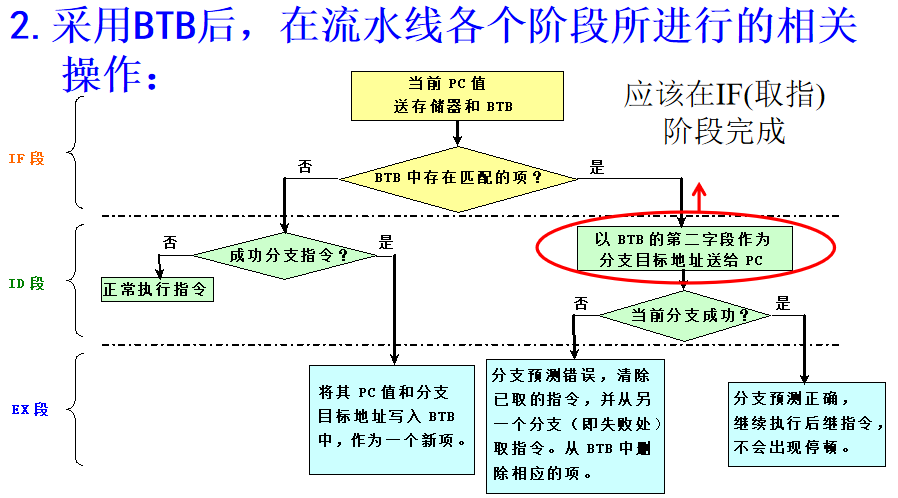 2. 采用BTB后，在流水线各个阶段所进行的相关
操作：
当前 PC 值
送存储器和 BTB
应该在IF(取指)
阶段完成
IF 段
BTB 中存在匹配的项？
否
是
ID 段
成功分支指令？
否
是
正常执行指令
以 BTB 的第二字段作为
分支目标地址送给 PC
当前分支成功？
否
是
EX 段
将其 PC 值和分支
目标地址写入 BTB
中，作为一个新项。
分支预测错误，清除
已取的指令，并从另
一个分支（即失败处）
取指令。从 BTB 中删
除相应的项。
分支预测正确，
继续执行后继指令，
不会出现停顿。